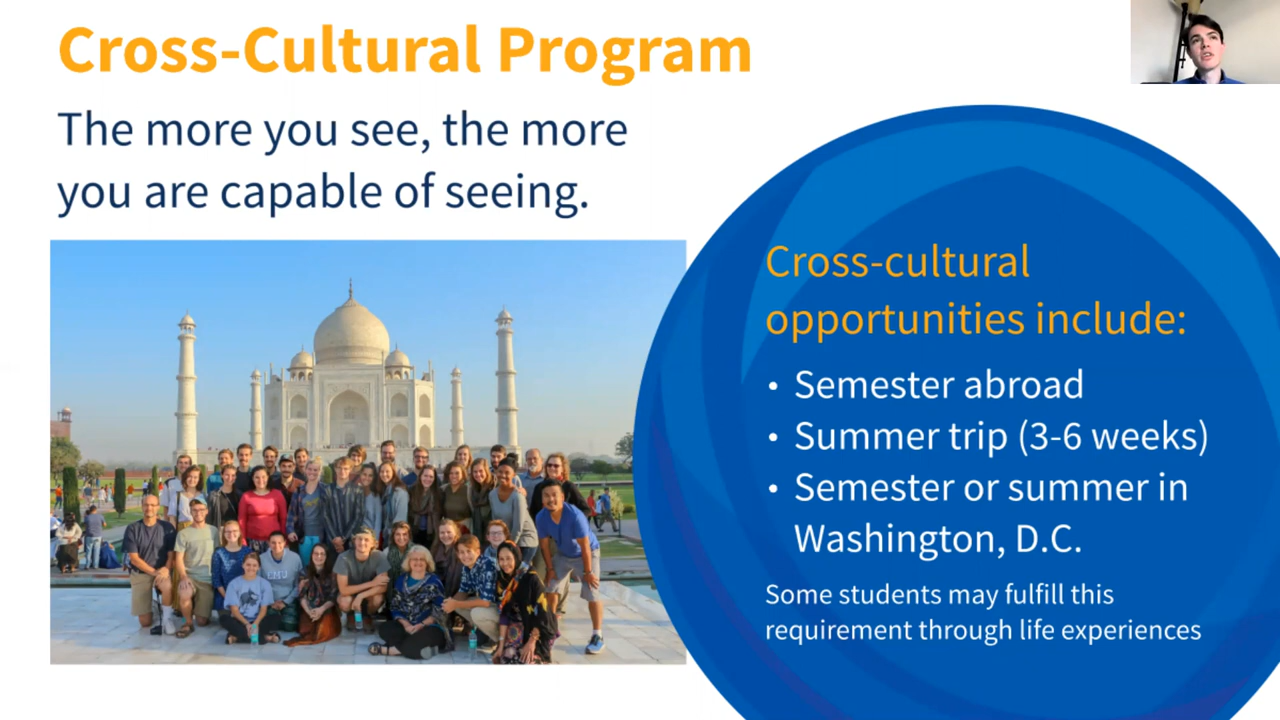 Cross-Cultural Program
The more you see, the more
you are capable of seeing.
Cross-cultural
opportunities include:
• Semester abroad
• Summer trip (3-6 weeks)
• Semester or summer in
Washington, D.C.
Some students may fulfill this
requirement through life experiences